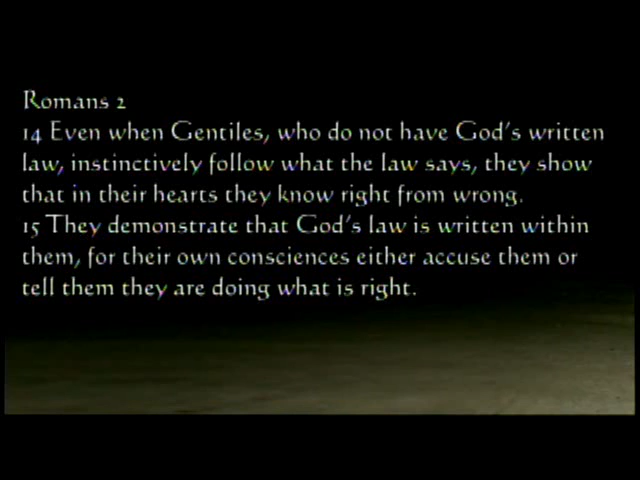 Romans 2
14 Even when Gentiles, who do not have God's written
law, instinctively follow what the law says, they show
that in their hearts they know right from wrong.
15 They demonstrate that God's law is written within
them, for their own consciences either accuse them or
tell them they are doing what is right.